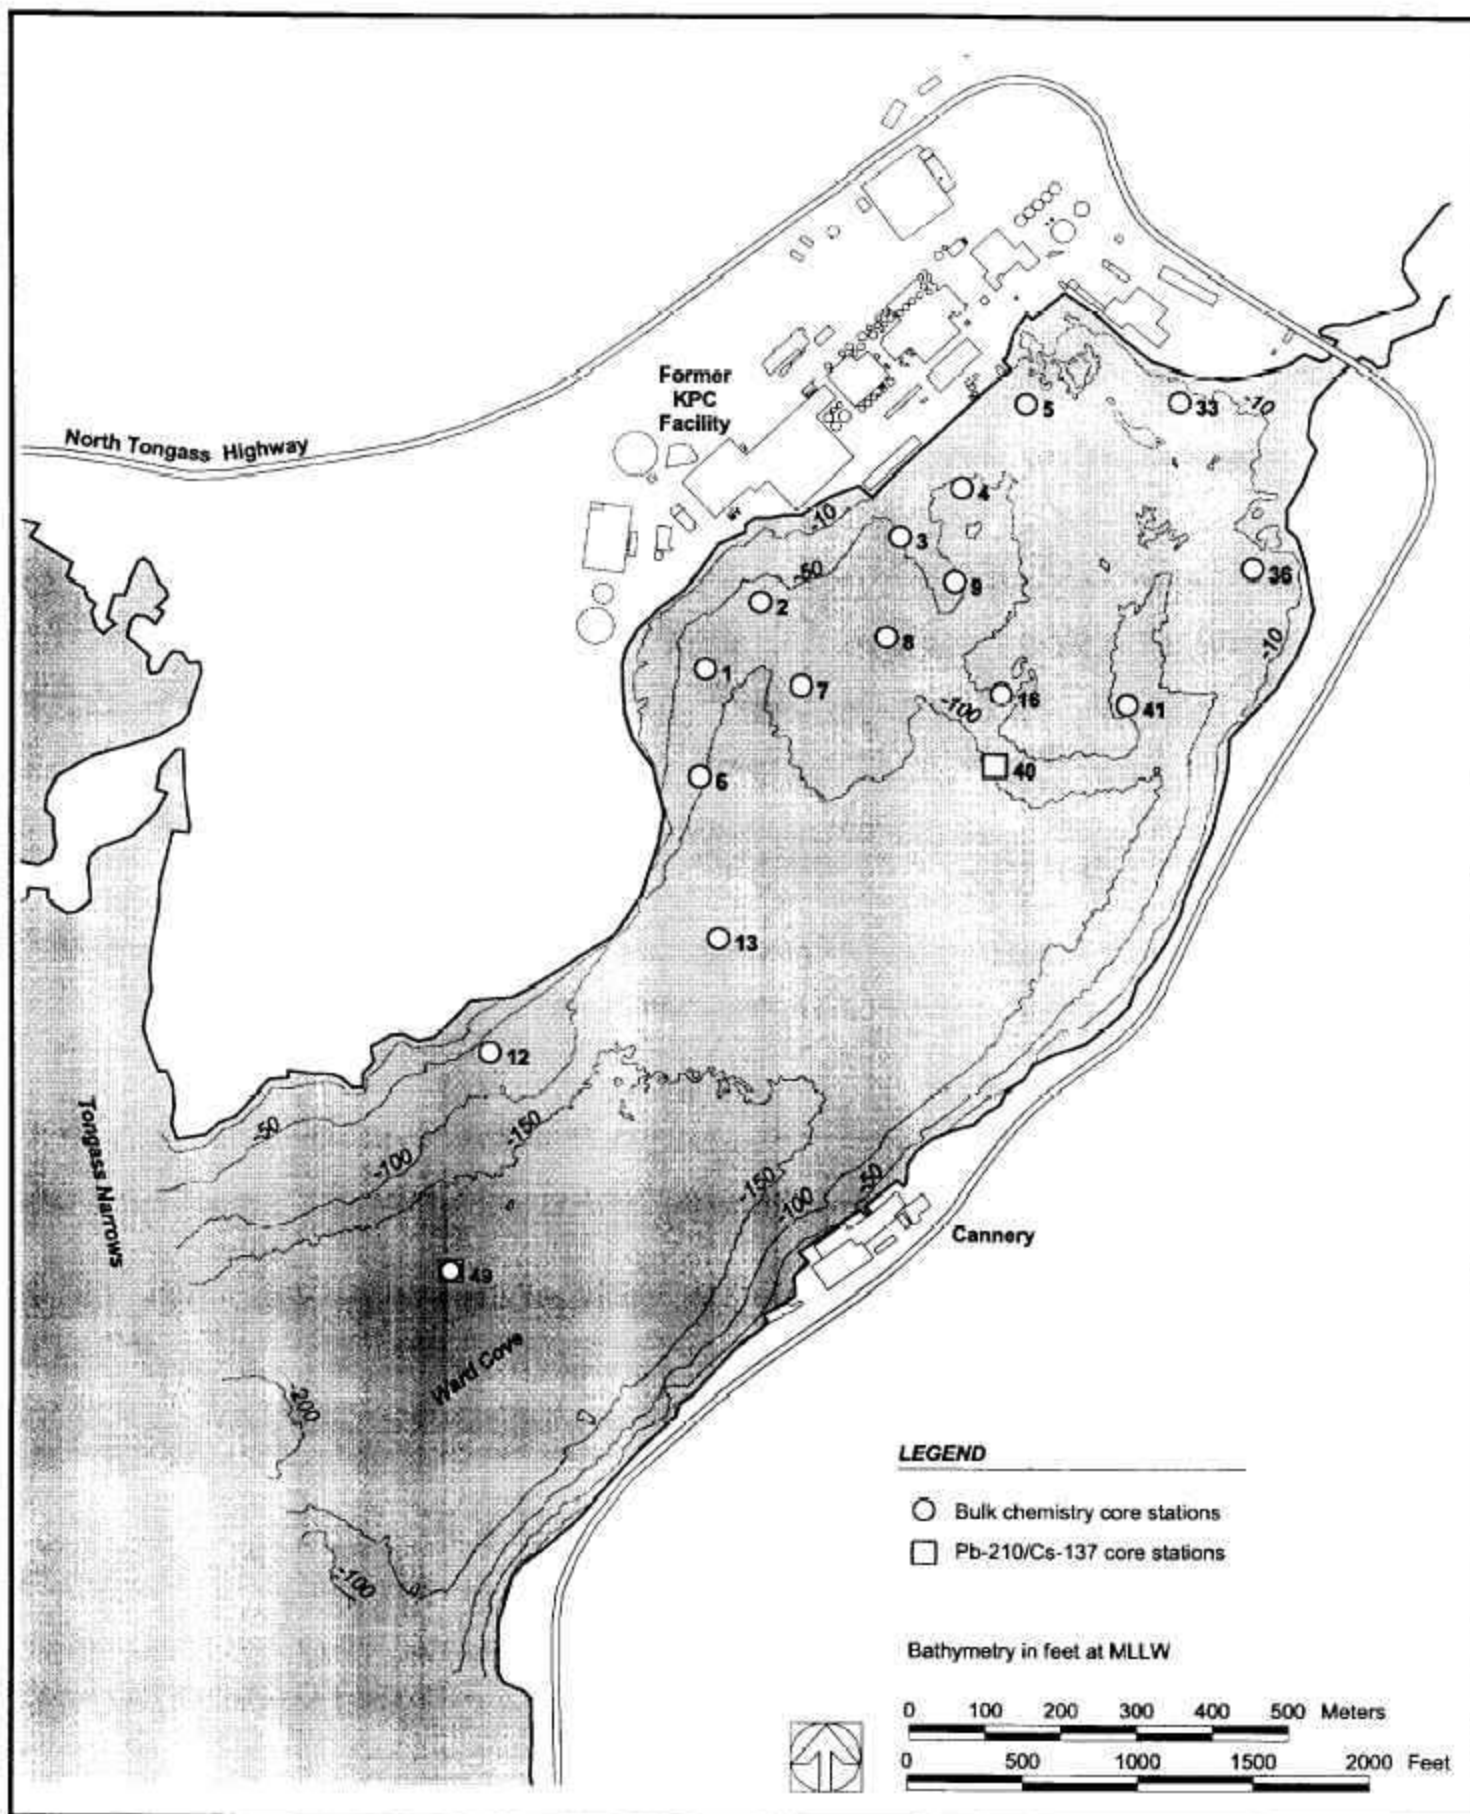 Former
KPC
Facility
North Tongass Highway
5
33
-10
4
-10
3
-50
9
36
2
8
-10
1
7
16
-100
41
40
6
13
12
-50
-100
-150
-150
-100
-50
Tongass Narrows
Cannery
49
Ward Cove
-200
-100
LEGEND
Bulk chemistry core stations
Pb-210/Cs-137 core stations
Bathymetry in feet at MLLW
0 100 200 300 400 500 Meters
0 500 1000 1500 2000 Feet